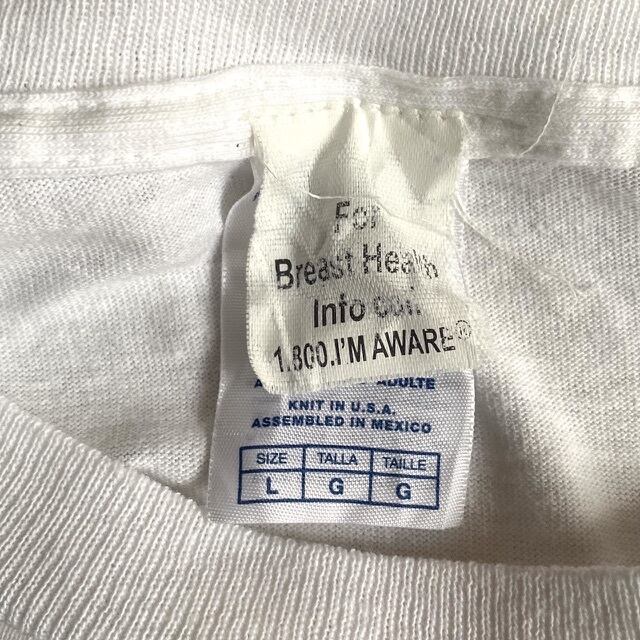 For
Breast Health
Info call
1.800.I'M AWARE®
ADULTE
KNIT IN U.S.A.
ASSEMBLED IN MEXICO
SIZE TALLA TAILLE
L G G